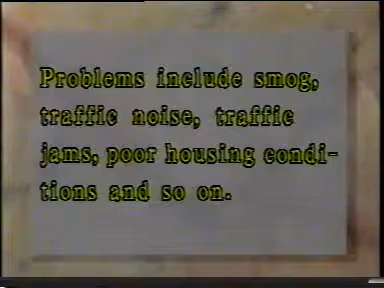 Problems include smog,
traffic noise, traffic
jams, poor housing condi-
tions and so on.